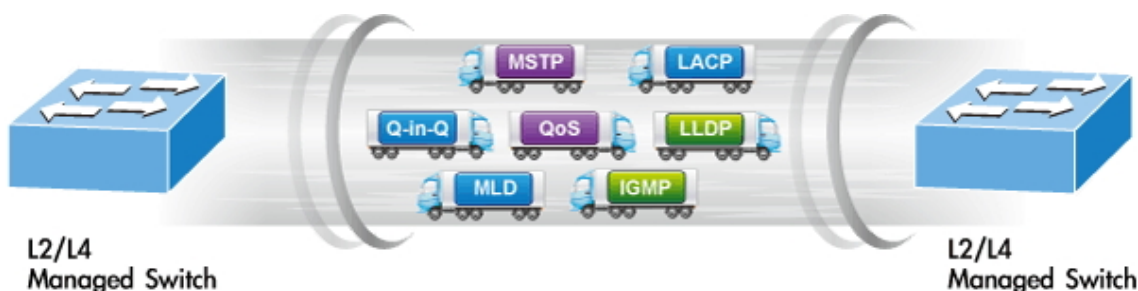 MSTP
LACP
Q-in-Q
QoS
LLDP
MLD
IGMP
L2/L4
Managed Switch
L2/L4
Managed Switch